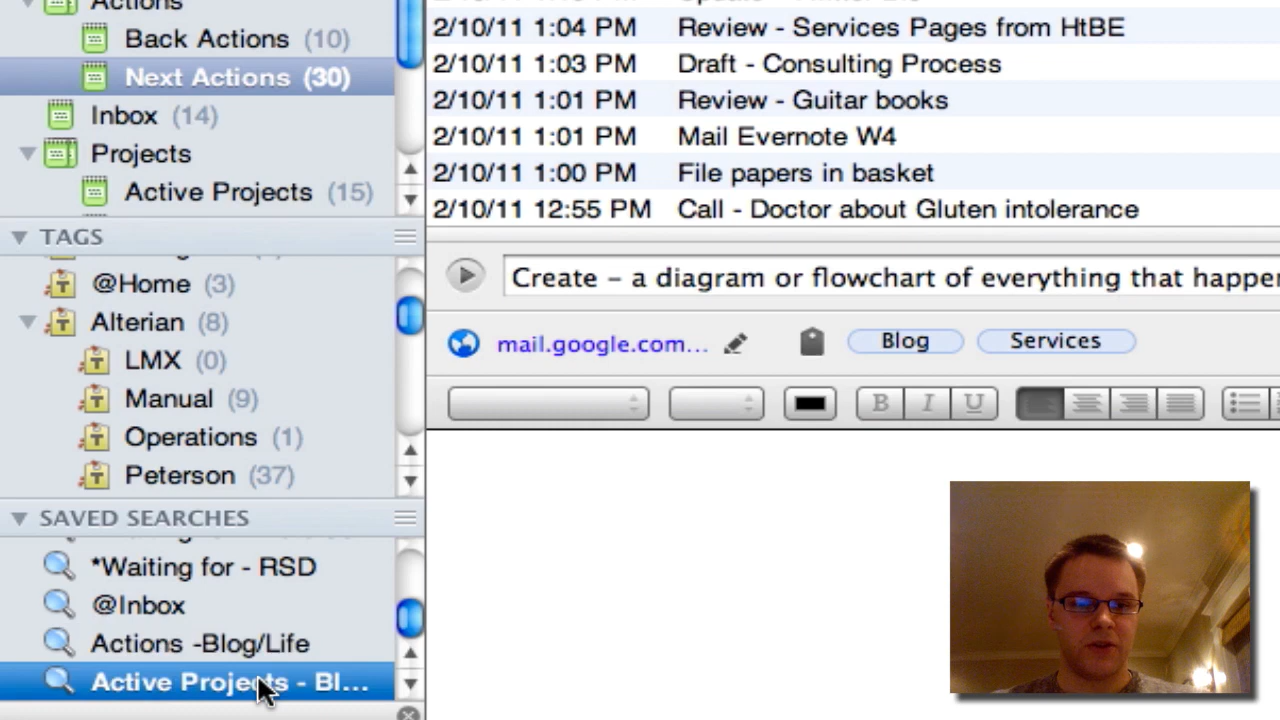 Actions
Back Actions (10)
Next Actions (30)
Inbox (14)
Projects
Active Projects (15)
TAGS
@Home (3)
Alterian (8)
LMX (0)
Manual (9)
Operations (1)
Peterson (37)
SAVED SEARCHES
*Waiting for - RSD
@Inbox
Actions -Blog/Life
Active Projects - Bl...
2/10/11 1:04 PM Review - Services Pages from HtBE
2/10/11 1:03 PM Draft - Consulting Process
2/10/11 1:01 PM Review - Guitar books
2/10/11 1:01 PM Mail Evernote W4
2/10/11 1:00 PM File papers in basket
2/10/11 12:55 PM Call - Doctor about Gluten intolerance
Create – a diagram or flowchart of everything that happen
mail.google.com... Blog Services
B I U